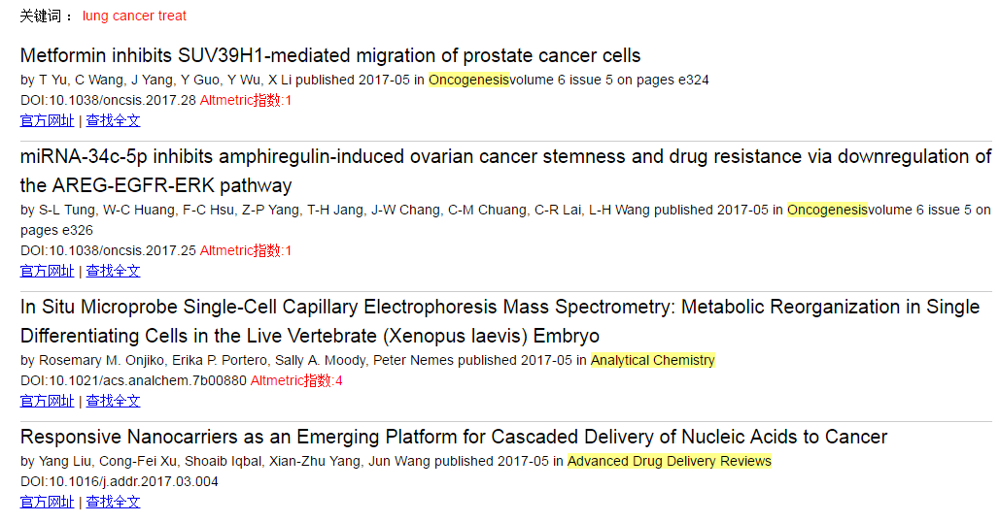 关键词 ： lung cancer treat
Metformin inhibits SUV39H1-mediated migration of prostate cancer cells
by T Yu, C Wang, J Yang, Y Guo, Y Wu, X Li published 2017-05 in Oncogenesisvolume 6 issue 5 on pages e324
DOI:10.1038/oncsis.2017.28 Altmetric指数:1
官方网址 | 查找全文
miRNA-34c-5p inhibits amphiregulin-induced ovarian cancer stemness and drug resistance via downregulation of
the AREG-EGFR-ERK pathway
by S-L Tung, W-C Huang, F-C Hsu, Z-P Yang, T-H Jang, J-W Chang, C-M Chuang, C-R Lai, L-H Wang published 2017-05 in Oncogenesisvolume 6 issue 5 on
pages e326
DOI:10.1038/oncsis.2017.25 Altmetric指数:1
官方网址 | 查找全文
In Situ Microprobe Single-Cell Capillary Electrophoresis Mass Spectrometry: Metabolic Reorganization in Single
Differentiating Cells in the Live Vertebrate (Xenopus laevis) Embryo
by Rosemary M. Onjiko, Erika P. Portero, Sally A. Moody, Peter Nemes published 2017-05 in Analytical Chemistry
DOI:10.1021/acs.analchem.7b00880 Altmetric指数:4
官方网址 | 查找全文
Responsive Nanocarriers as an Emerging Platform for Cascaded Delivery of Nucleic Acids to Cancer
by Yang Liu, Cong-Fei Xu, Shoaib Iqbal, Xian-Zhu Yang, Jun Wang published 2017-05 in Advanced Drug Delivery Reviews
DOI:10.1016/j.addr.2017.03.004
官方网址 | 查找全文